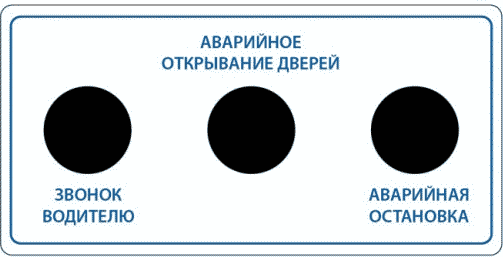 АВАРИЙНОЕ
ОТКРЫВАНИЕ ДВЕРЕЙ
ЗВОНОК
ВОДИТЕЛЮ
АВАРИЙНАЯ
ОСТАНОВКА